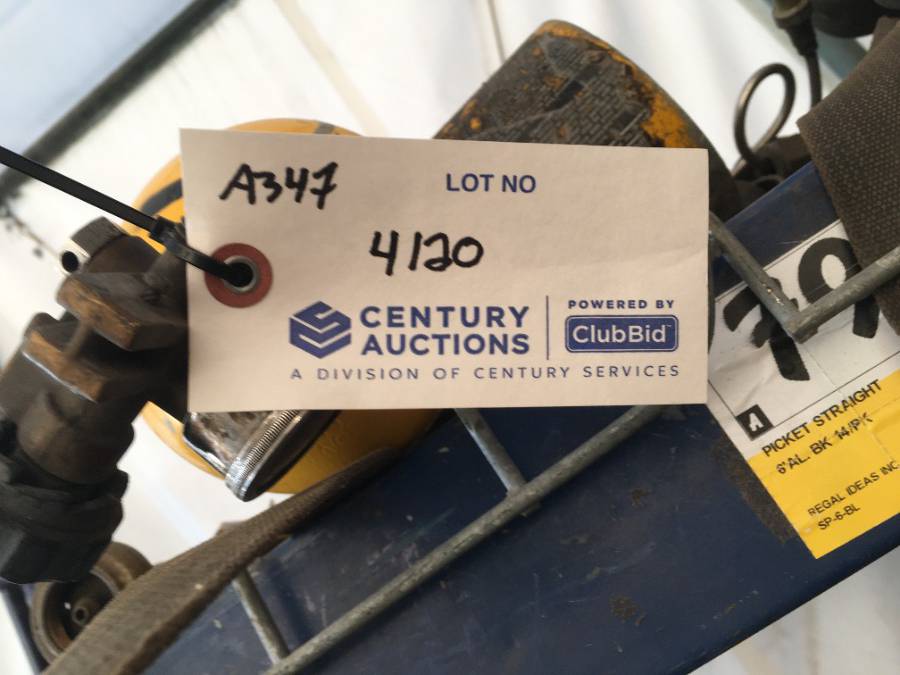 A347
LOT NO
4120
CENTURY
AUCTIONS
POWERED BY
ClubBid
A DIVISION OF CENTURY SERVICES
79
A
PICKET STRAIGHT
6'AL. BK 14/PK
REGAL IDEAS INC.
SP-6-BL